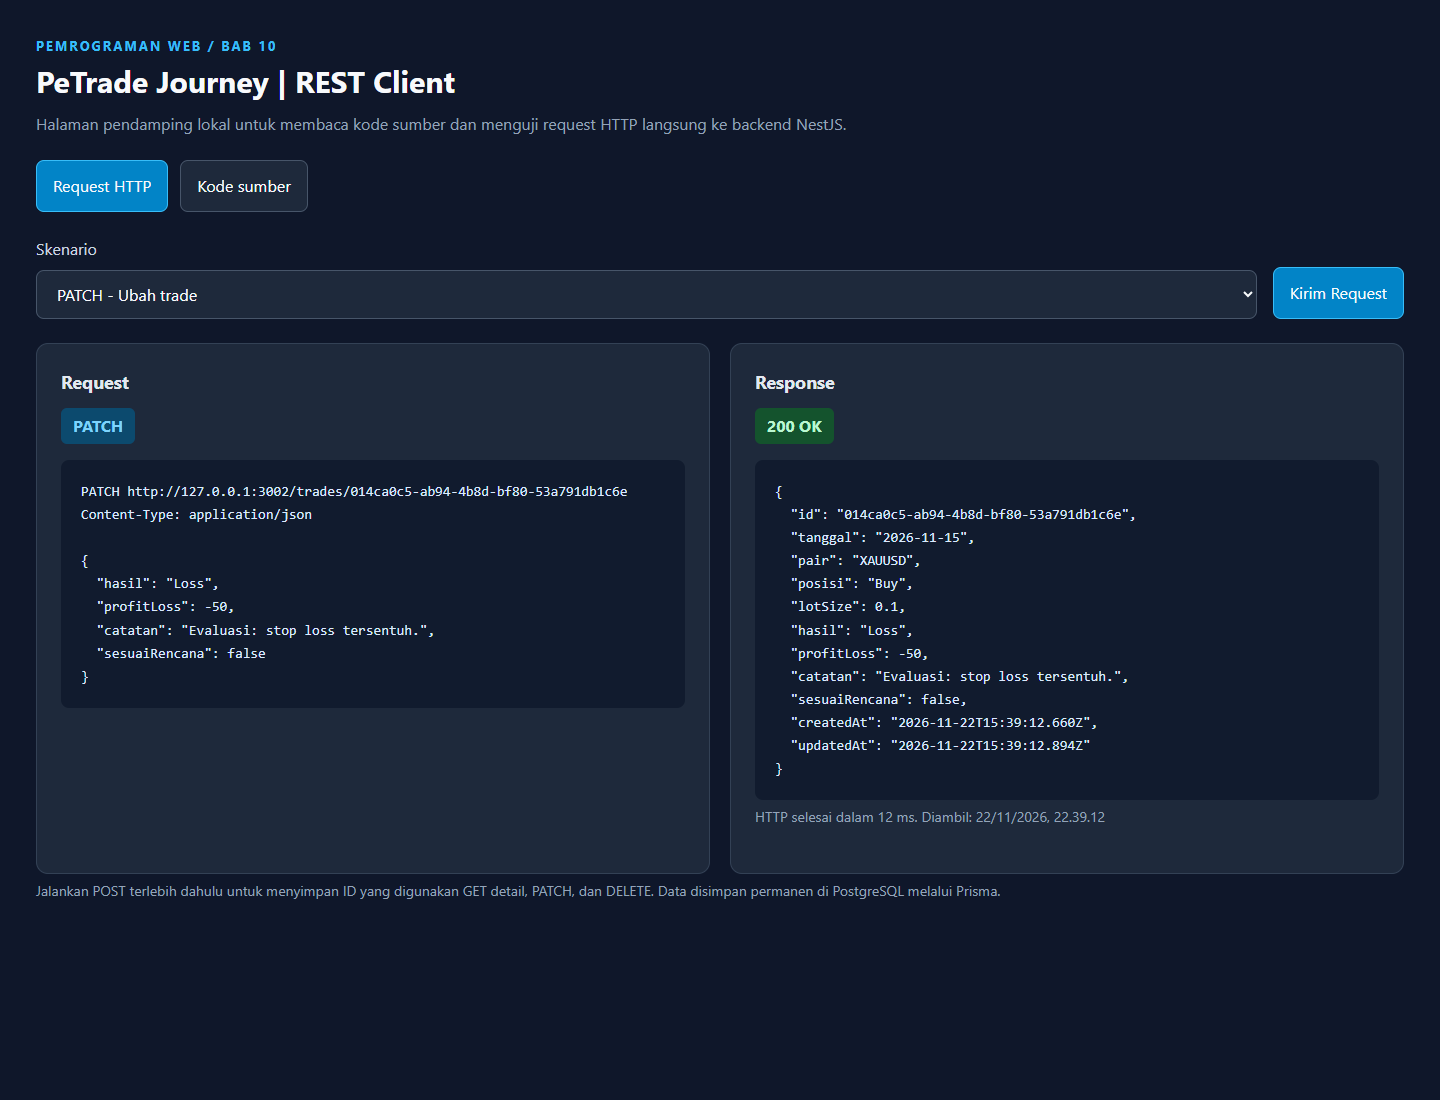 PEMROGRAMAN WEB / BAB 10
PeTrade Journey | REST Client
Halaman pendamping lokal untuk membaca kode sumber dan menguji request HTTP langsung ke backend NestJS.
Request HTTP
Kode sumber
Skenario
PATCH - Ubah trade
Kirim Request
Request
PATCH
PATCH http://127.0.0.1:3002/trades/014ca0c5-ab94-4b8d-bf80-53a791db1c6e
Content-Type: application/json
{
  "hasil": "Loss",
  "profitLoss": -50,
  "catatan": "Evaluasi: stop loss tersentuh.",
  "sesuaiRencana": false
}
Response
200 OK
{
  "id": "014ca0c5-ab94-4b8d-bf80-53a791db1c6e",
  "tanggal": "2026-11-15",
  "pair": "XAUUSD",
  "posisi": "Buy",
  "lotSize": 0.1,
  "hasil": "Loss",
  "profitLoss": -50,
  "catatan": "Evaluasi: stop loss tersentuh.",
  "sesuaiRencana": false,
  "createdAt": "2026-11-22T15:39:12.660Z",
  "updatedAt": "2026-11-22T15:39:12.894Z"
}
HTTP selesai dalam 12 ms. Diambil: 22/11/2026, 22.39.12
Jalankan POST terlebih dahulu untuk menyimpan ID yang digunakan GET detail, PATCH, dan DELETE. Data disimpan permanen di PostgreSQL melalui Prisma.